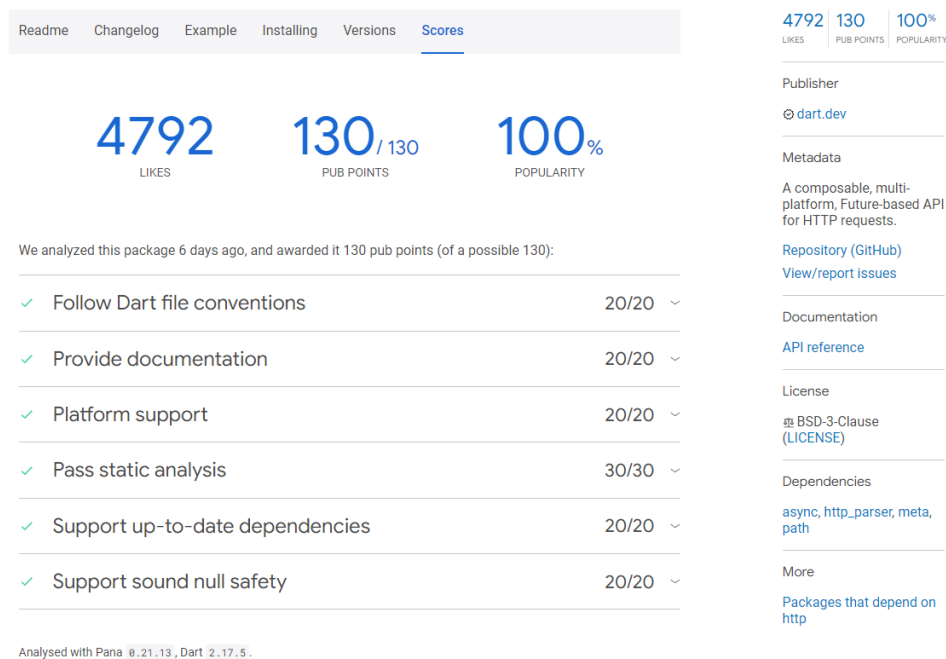 Readme Changelog Example Installing Versions Scores
4792 130/ 130 100%
LIKES PUB POINTS POPULARITY
We analyzed this package 6 days ago, and awarded it 130 pub points (of a possible 130):
Follow Dart file conventions 20/20
Provide documentation 20/20
Platform support 20/20
Pass static analysis 30/30
Support up-to-date dependencies 20/20
Support sound null safety 20/20
Analysed with Pana 0.21.13, Dart 2.17.5.
4792 130 100%
LIKES PUB POINTS POPULARITY
Publisher
dart.dev
Metadata
A composable, multi-
platform, Future-based API
for HTTP requests.
Repository (GitHub)
View/report issues
Documentation
API reference
License
BSD-3-Clause
(LICENSE)
Dependencies
async, http_parser, meta,
path
More
Packages that depend on
http